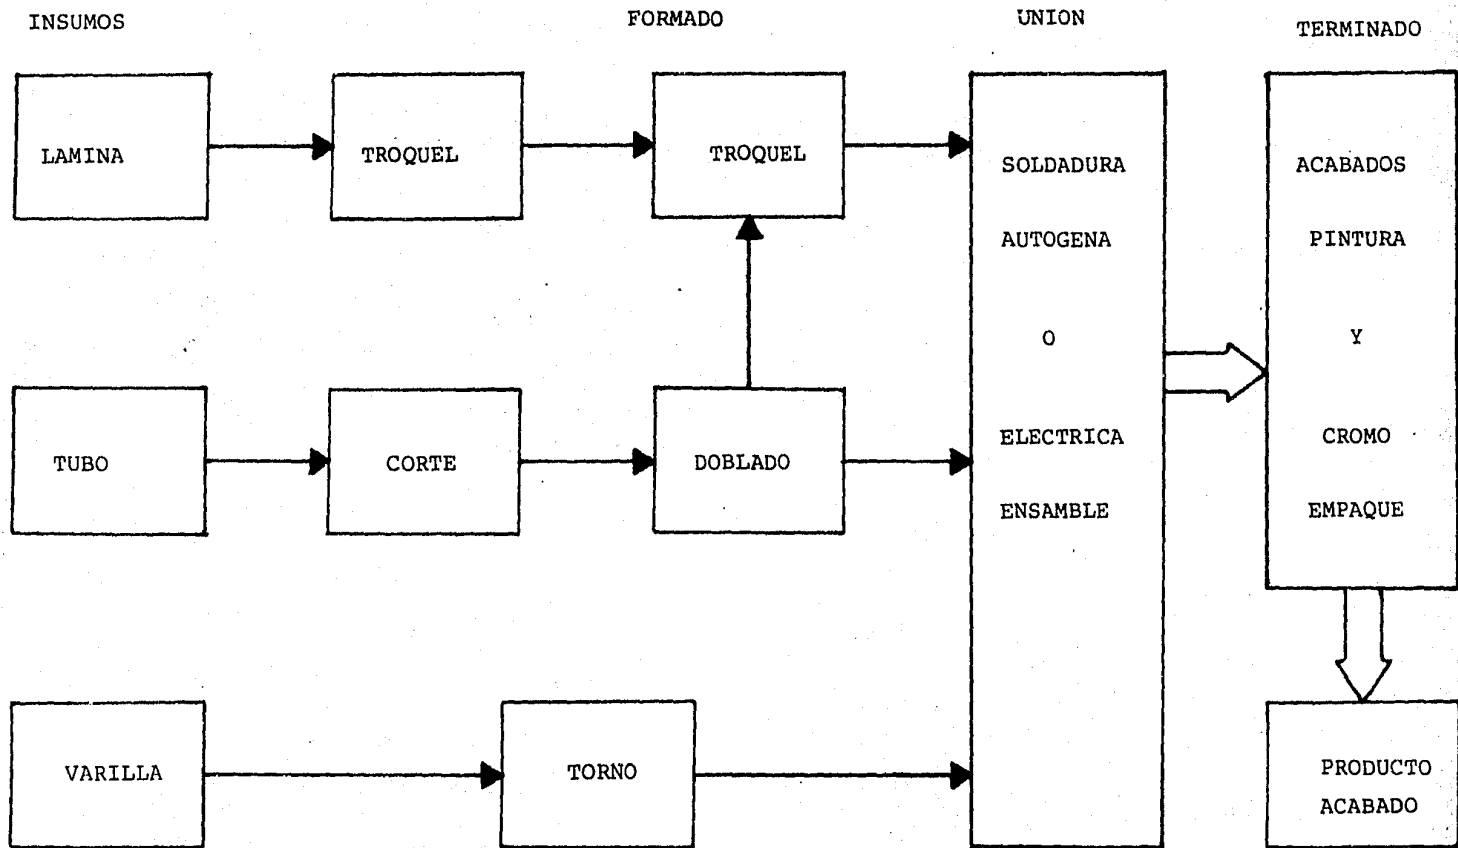 INSUMOS
FORMADO
UNION
TERMINADO
LAMINA
TROQUEL
TROQUEL
SOLDADURA
AUTOGENA
O
ELECTRICA
ENSAMBLE
ACABADOS
PINTURA
Y
CROMO
EMPAQUE
TUBO
CORTE
DOBLADO
VARILLA
TORNO
PRODUCTO
ACABADO